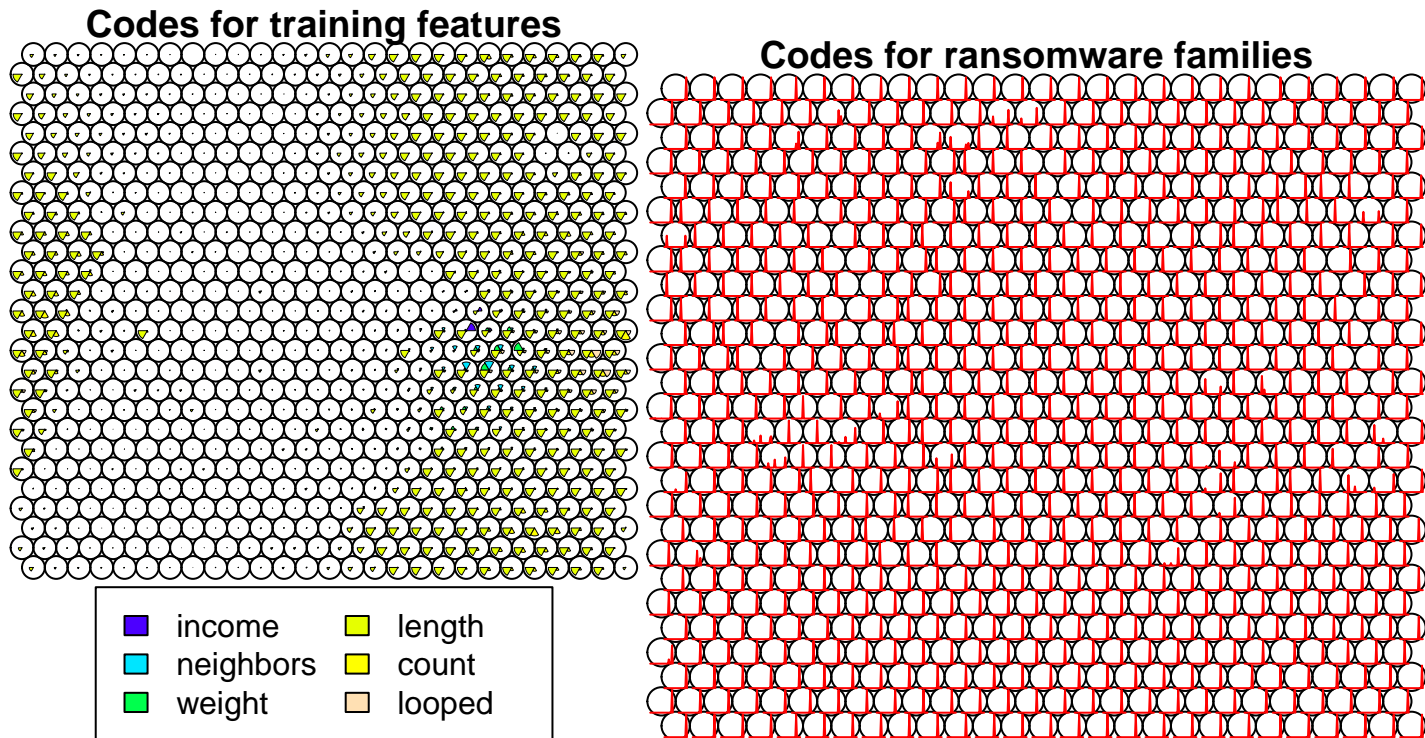 Codes for training features
Codes for ransomware families
income
neighbors
weight
length
count
looped